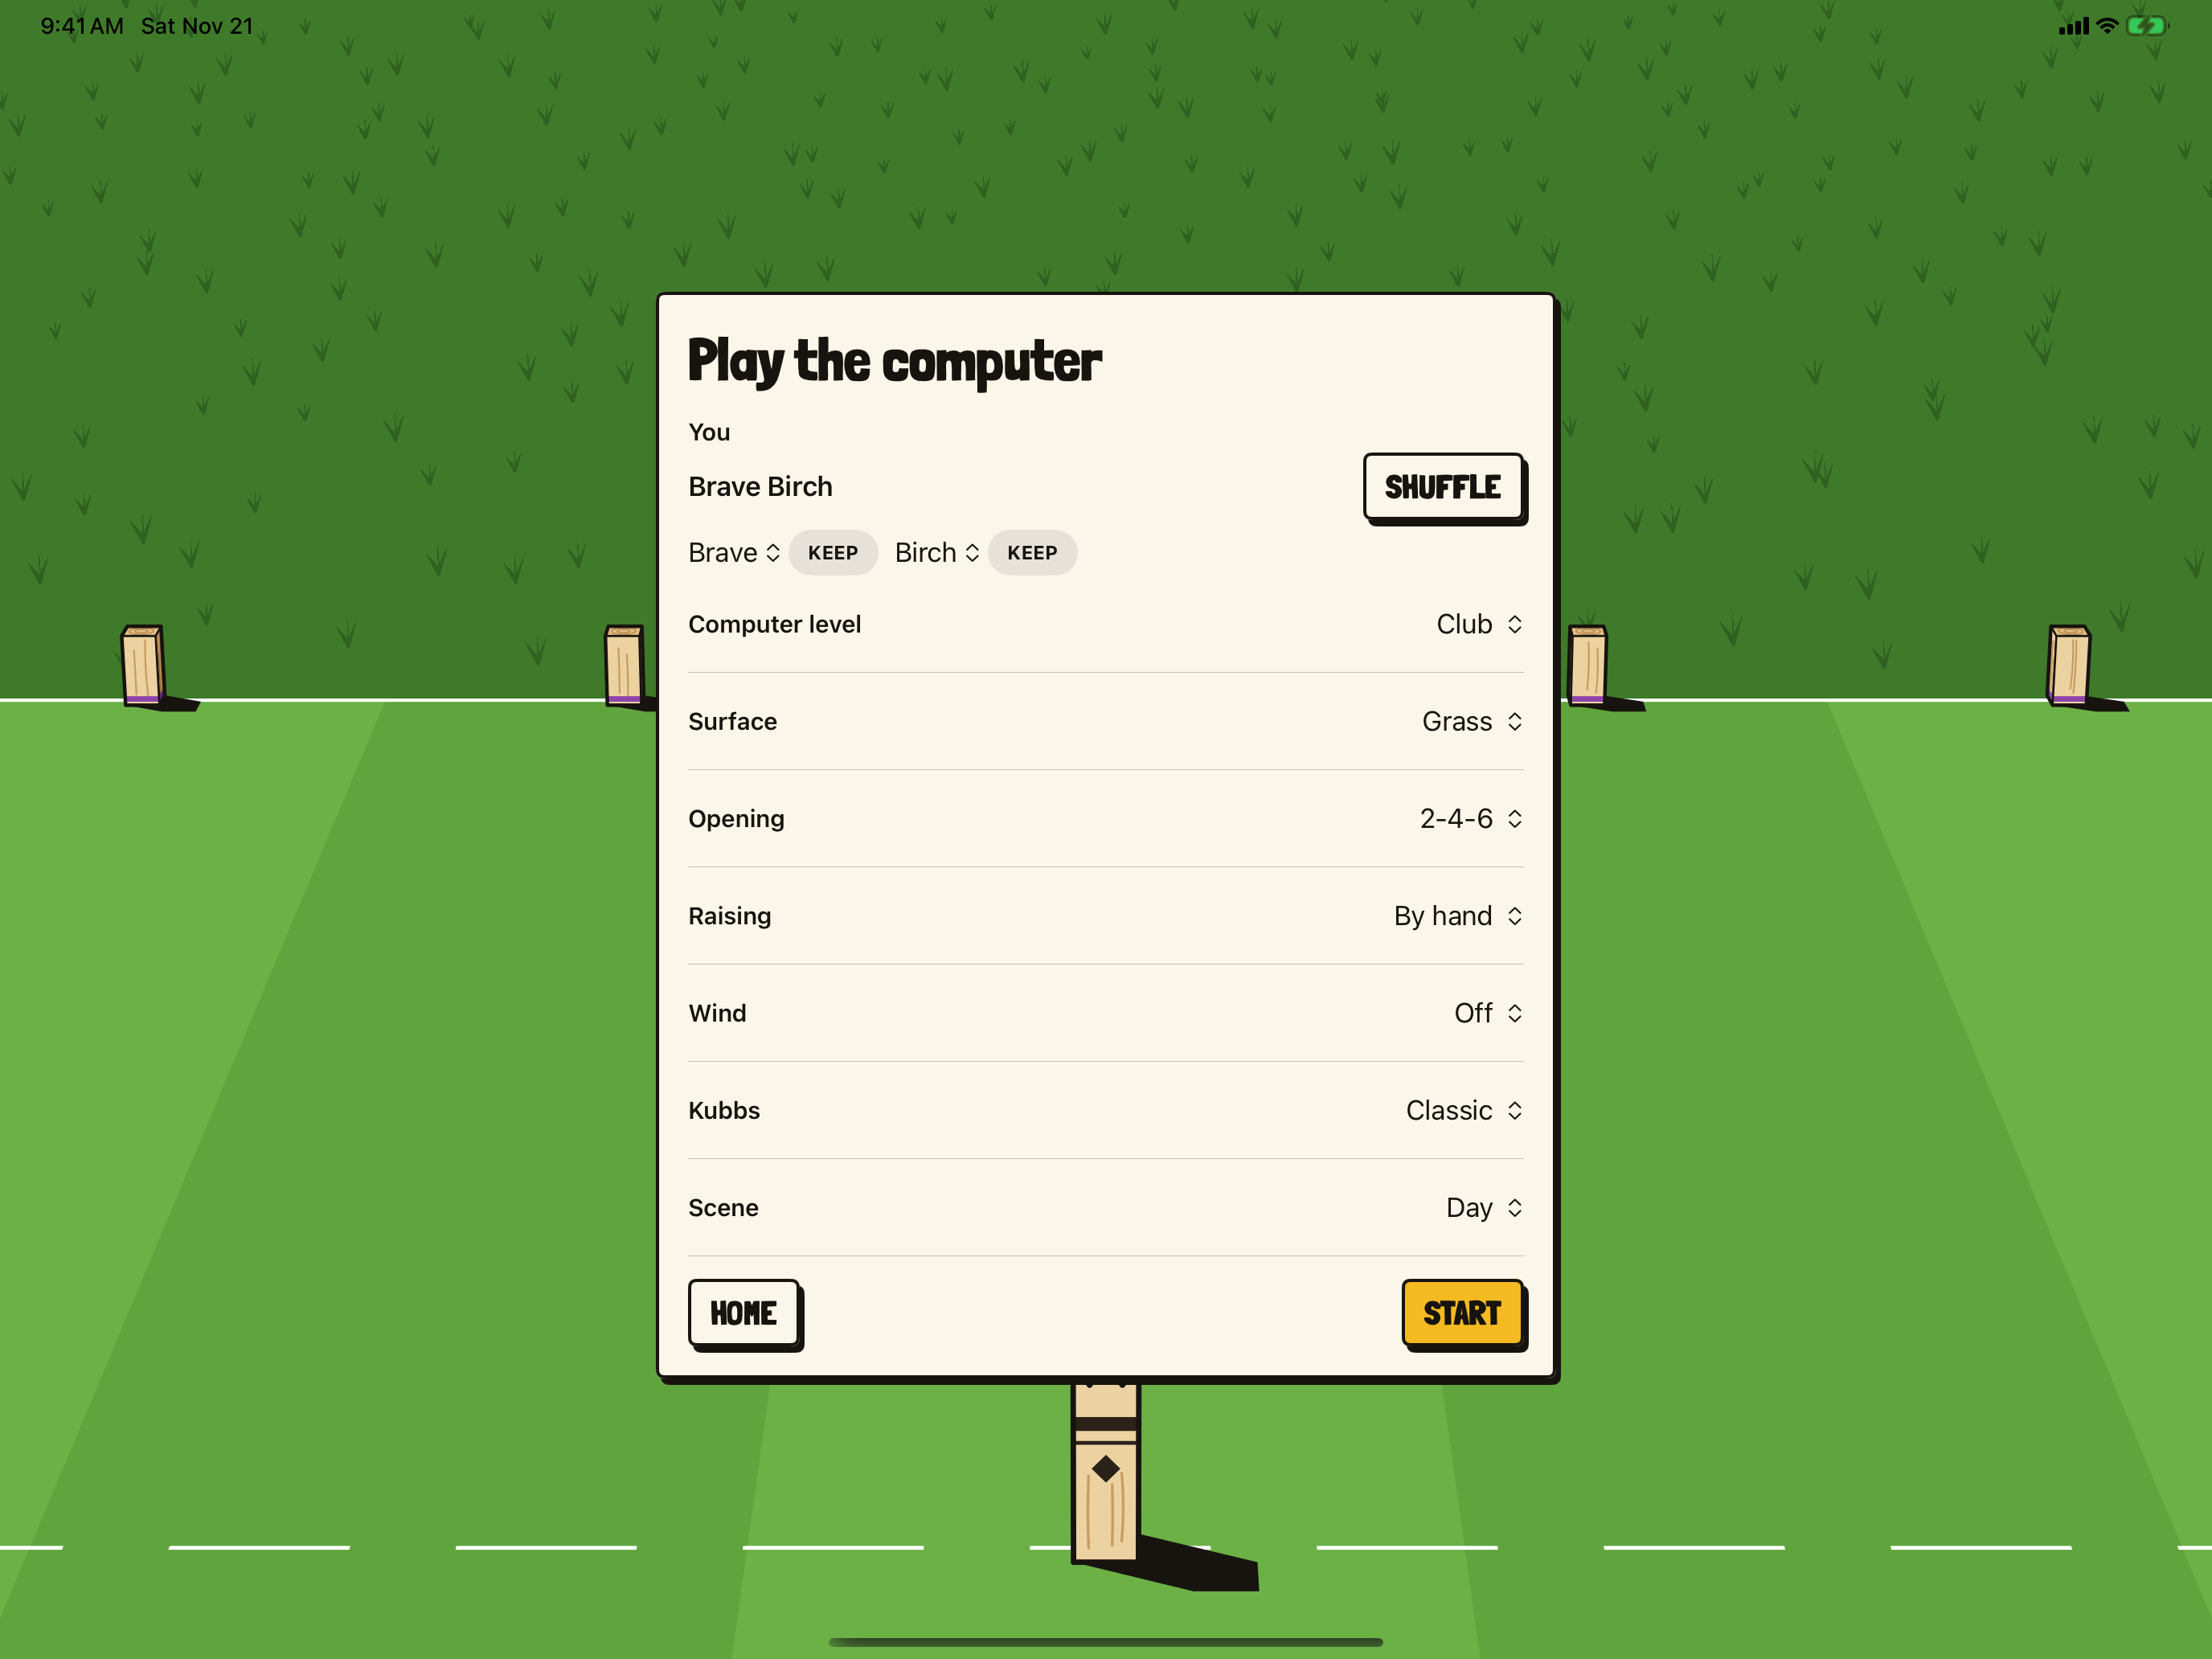 9:41 AM Sat Nov 21
Play the computer
You
Brave Birch
SHUFFLE
Brave KEEP Birch KEEP
Computer level Club
Surface Grass
Opening 2-4-6
Raising By hand
Wind Off
Kubbs Classic
Scene Day
HOME START